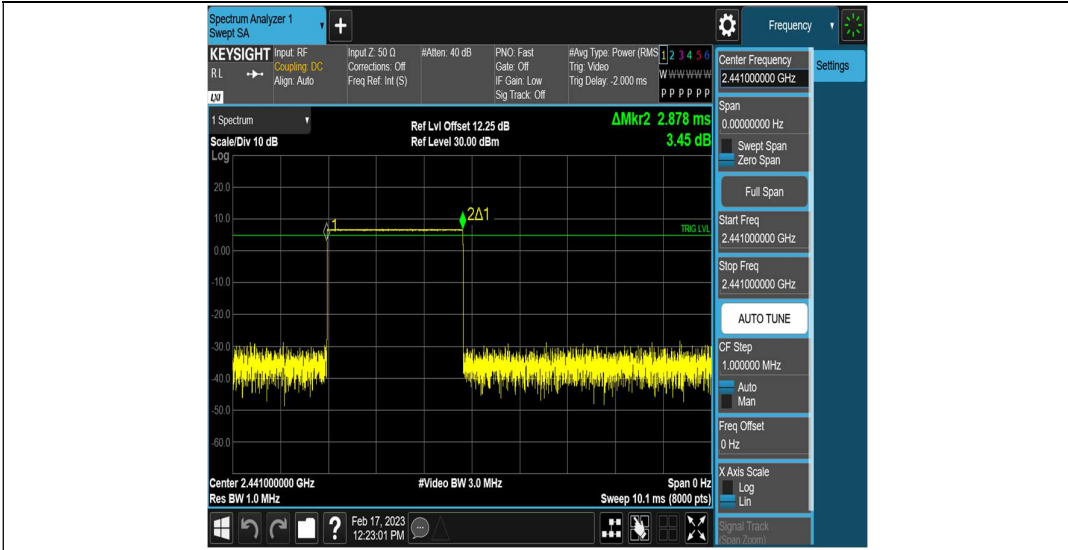 Spectrum Analyzer 1
Swept SA
+
Frequency
KEYSIGHT
RL
LXI
Input: RF
Coupling: DC
Align: Auto
Input Z: 50 Ω
Corrections: Off
Freq Ref: Int (S)
#Atten: 40 dB
PNO: Fast
Gate: Off
IF Gain: Low
Sig Track: Off
#Avg Type: Power (RMS
Trig: Video
Trig Delay: -2.000 ms
1 2 3 4 5 6
W W W W W W
P P P P P P
1 Spectrum
Scale/Div 10 dB
Log
Ref Lvl Offset 12.25 dB
Ref Level 30.00 dBm
ΔMkr2 2.878 ms
3.45 dB
20.0
10.0
0.00
-10.0
-20.0
-30.0
-40.0
-50.0
-60.0
1
2Δ1
TRIG LVL
Center 2.441000000 GHz
Res BW 1.0 MHz
#Video BW 3.0 MHz
Span 0 Hz
Sweep 10.1 ms (8000 pts)
Center Frequency
2.441000000 GHz
Settings
Span
0.00000000 Hz
Swept Span
Zero Span
Full Span
Start Freq
2.441000000 GHz
Stop Freq
2.441000000 GHz
AUTO TUNE
CF Step
1.000000 MHz
Auto
Man
Freq Offset
0 Hz
X Axis Scale
Log
Lin
Signal Track
(Span Zoom)
?
Feb 17, 2023
12:23:01 PM